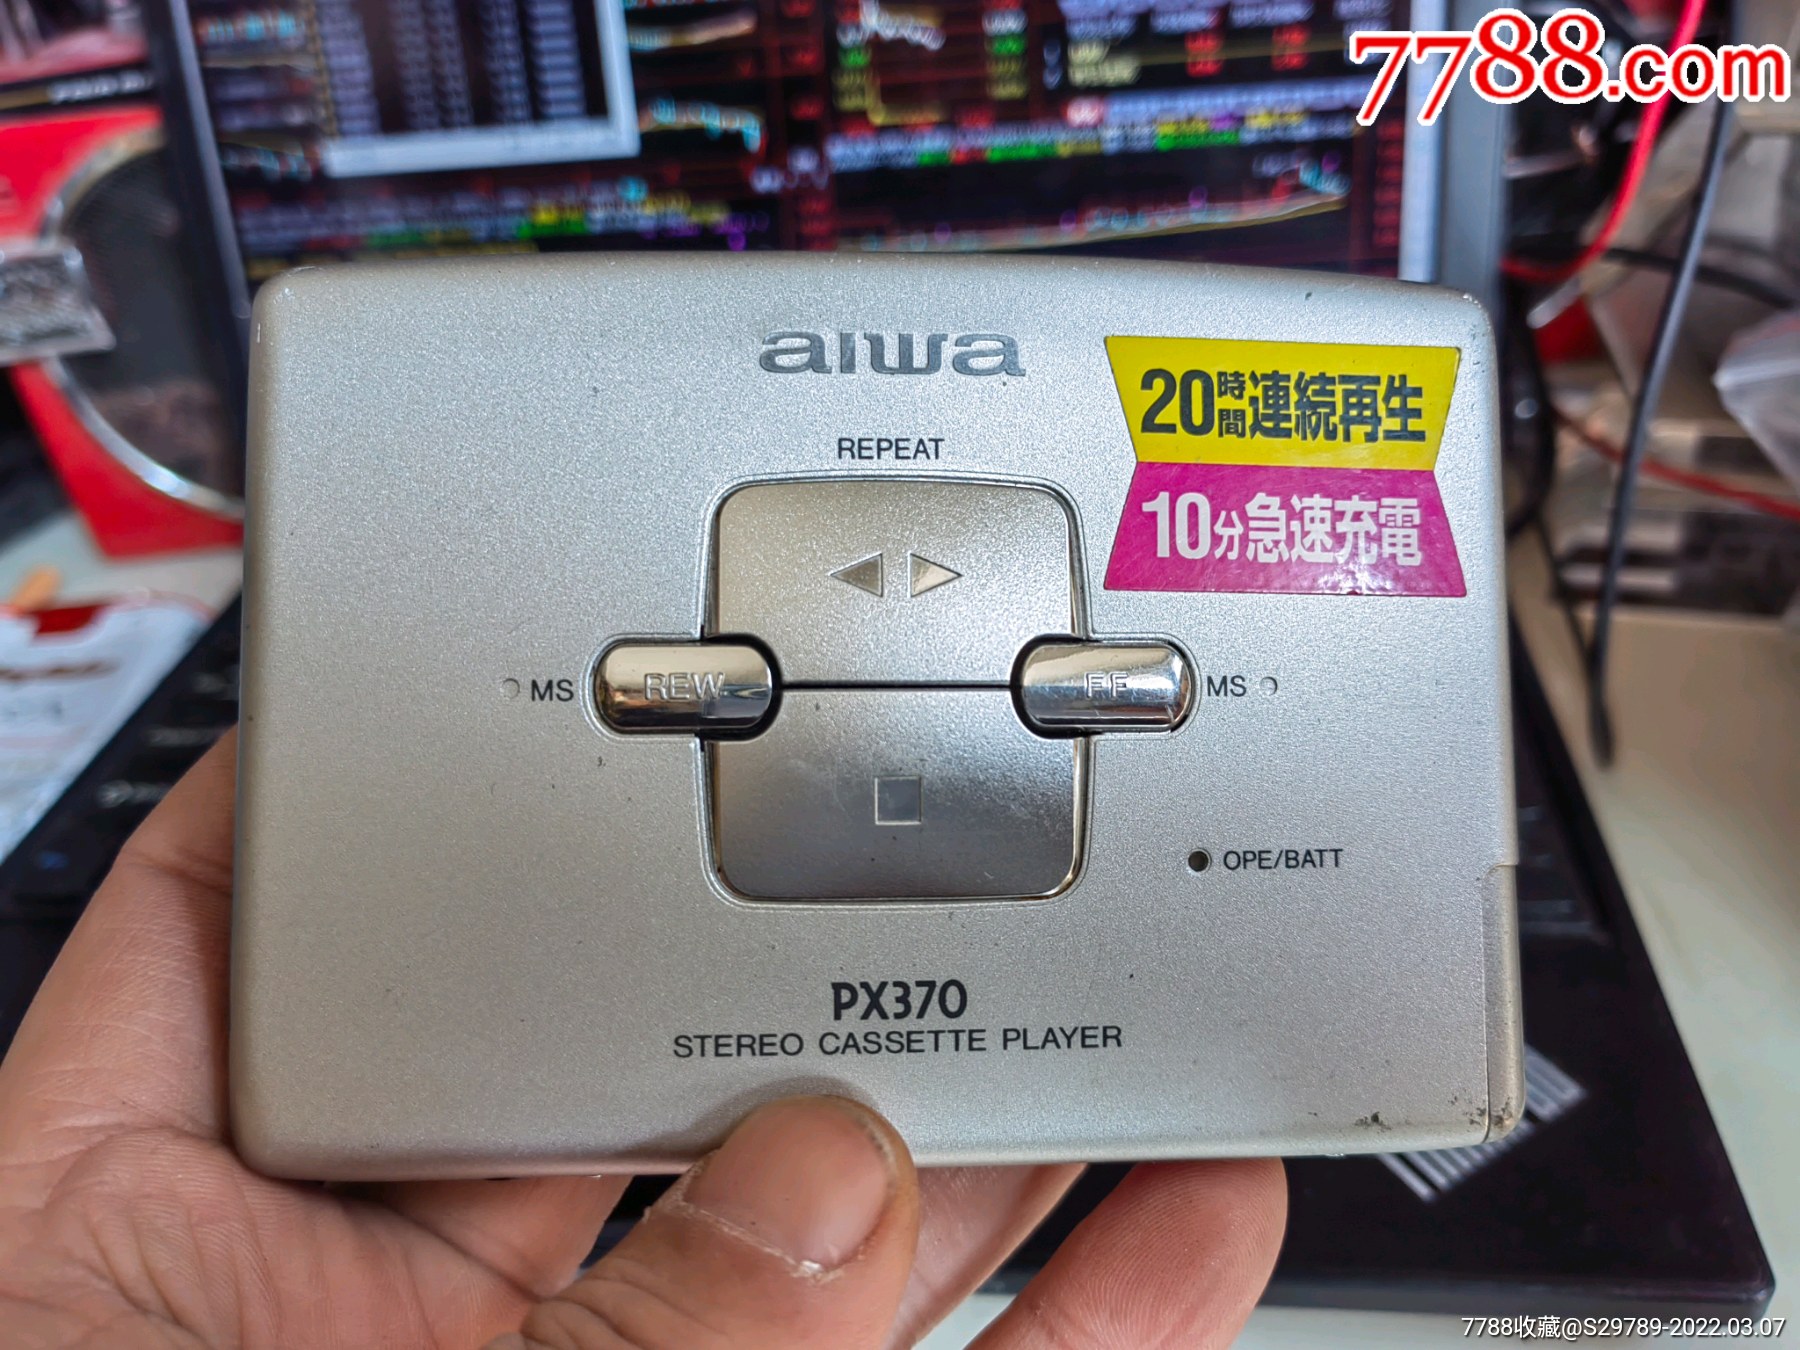 7788.com
aiwa
20時間連続再生
10分急速充電
REPEAT
MS REW FF MS
OPE/BATT
PX370
STEREO CASSETTE PLAYER
7788收藏@S29789-2022.03.07